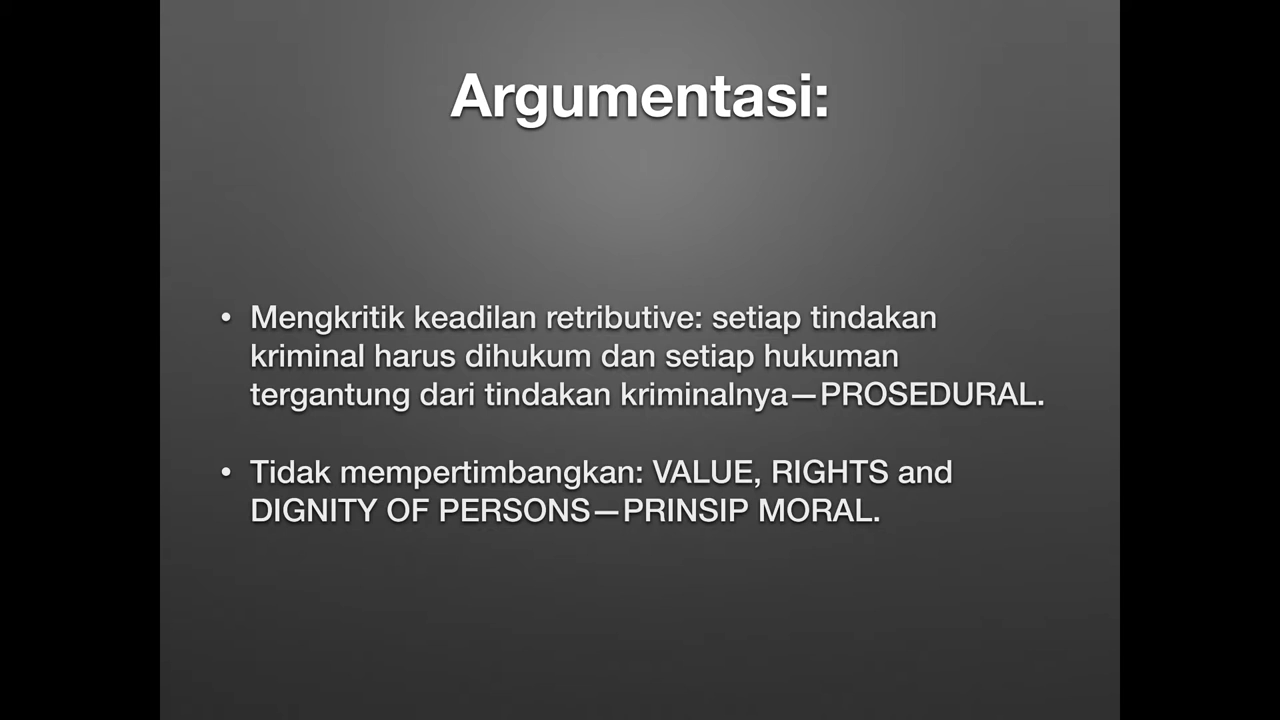 Argumentasi:
• Mengkritik keadilan retributive: setiap tindakan
kriminal harus dihukum dan setiap hukuman
tergantung dari tindakan kriminalnya—PROSEDURAL.
• Tidak mempertimbangkan: VALUE, RIGHTS and
DIGNITY OF PERSONS—PRINSIP MORAL.